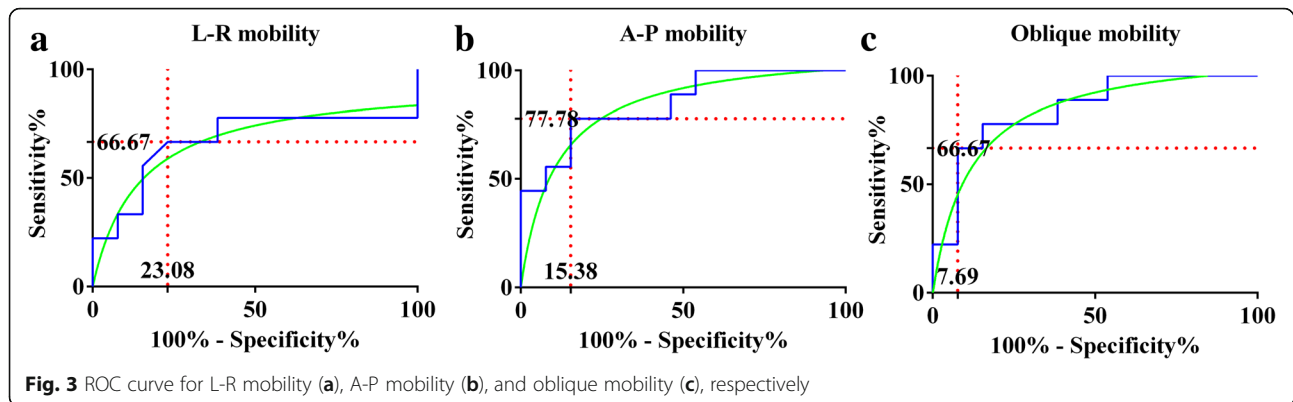 a
L-R mobility
100
66.67
50
23.08
0
0
50
100
Sensitivity%
100% - Specificity%
b
A-P mobility
100
77.78
50
15.38
0
0
50
100
Sensitivity%
100% - Specificity%
c
Oblique mobility
100
66.67
50
7.69
0
0
50
100
Sensitivity%
100% - Specificity%
Fig. 3 ROC curve for L-R mobility (a), A-P mobility (b), and oblique mobility (c), respectively